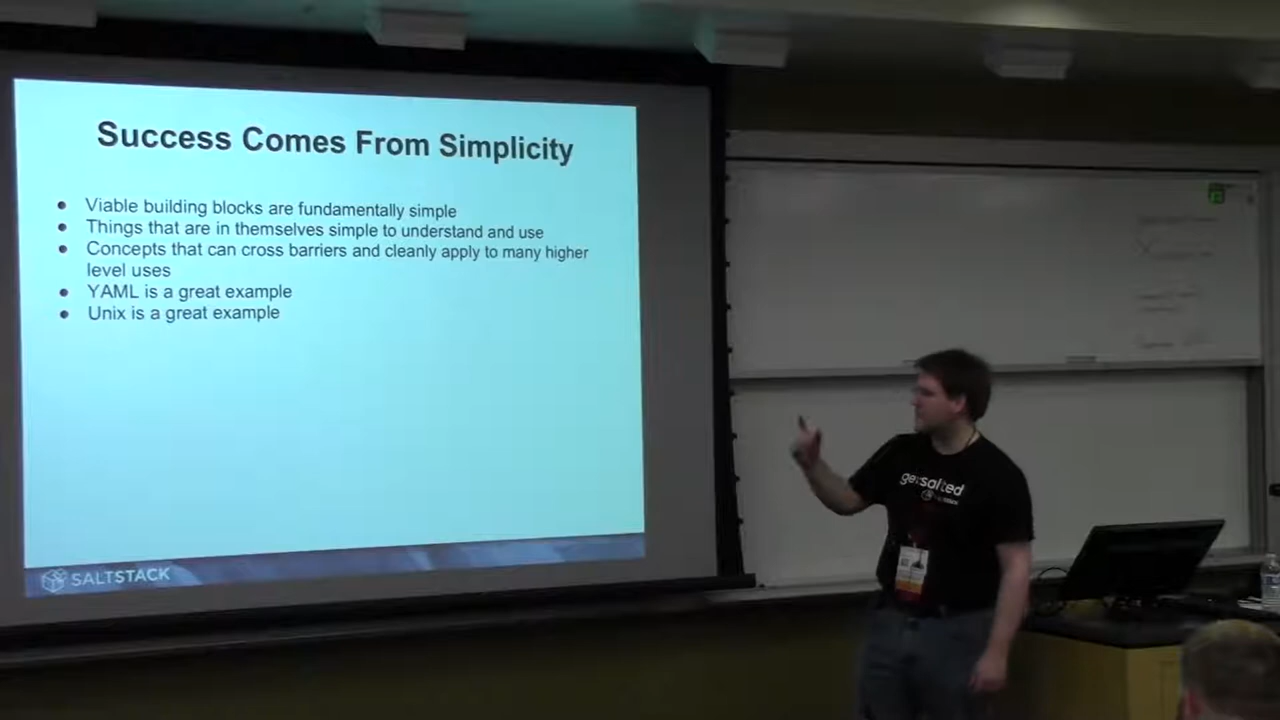 Success Comes From Simplicity
Viable building blocks are fundamentally simple
Things that are in themselves simple to understand and use
Concepts that can cross barriers and cleanly apply to many higher
level uses
YAML is a great example
Unix is a great example
SALTSTACK
get salted